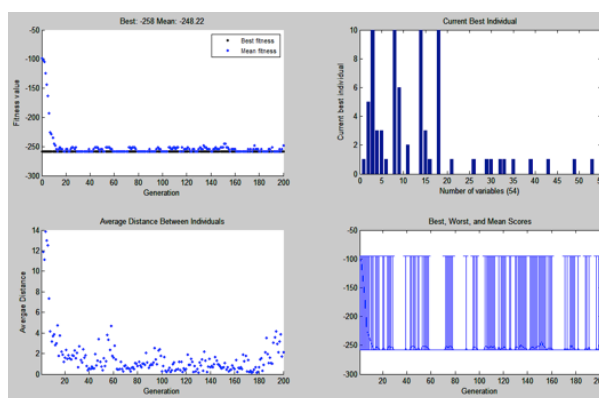 Best: -258 Mean: -248.22
-50
-100
-150
-200
-250
-300
0 20 40 60 80 100 120 140 160 180 200
Fitness value
Generation
Best fitness
Mean fitness
Current Best Individual
10
8
6
4
2
0
0 5 10 15 20 25 30 35 40 45 50 55
Current best individual
Number of variables (54)
Average Distance Between Individuals
14
12
10
8
6
4
2
0
20 40 60 80 100 120 140 160 180 200
Avergae Distance
Generation
Best, Worst, and Mean Scores
-50
-100
-150
-200
-250
-300
20 40 60 80 100 120 140 160 180 200
Generation